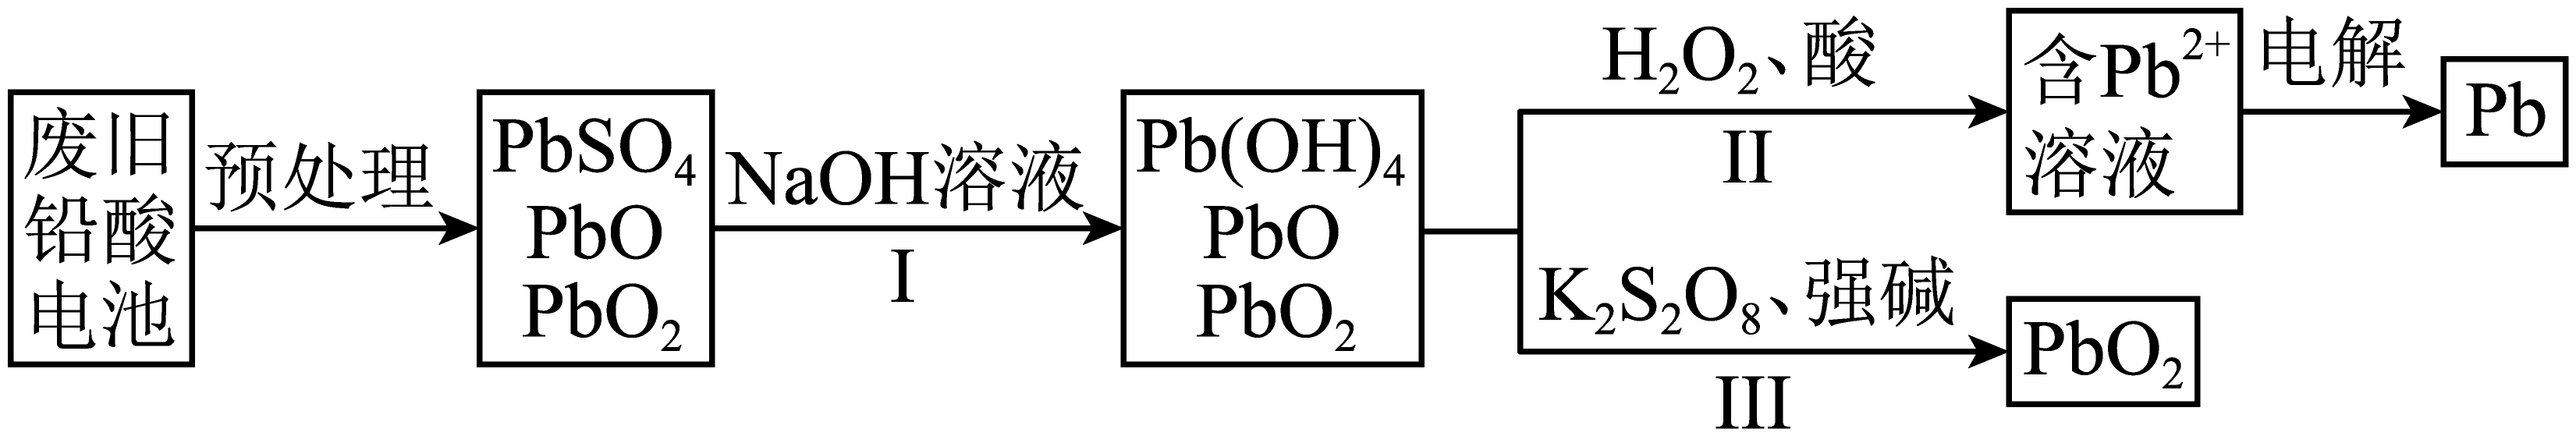 废旧
铅酸
电池
预处理
PbSO₄
PbO
PbO₂
NaOH溶液
I
Pb(OH)₄
PbO
PbO₂
H₂O₂、酸
II
含Pb²⁺
溶液
电解
Pb
K₂S₂O₈、强碱
III
PbO₂